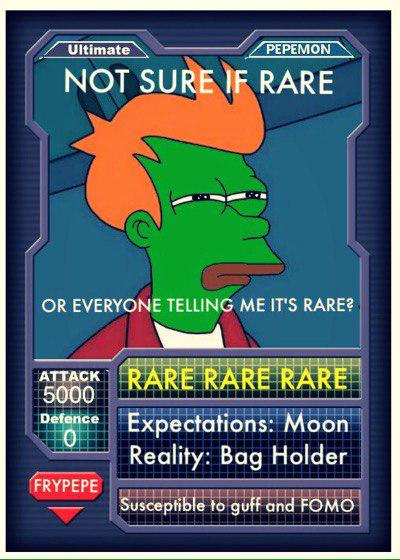 Ultimate
PEPEMON
NOT SURE IF RARE
OR EVERYONE TELLING ME IT'S RARE?
ATTACK
5000
Defence
0
RARE RARE RARE
Expectations: Moon
Reality: Bag Holder
FRYPEPE
Susceptible to guff and FOMO